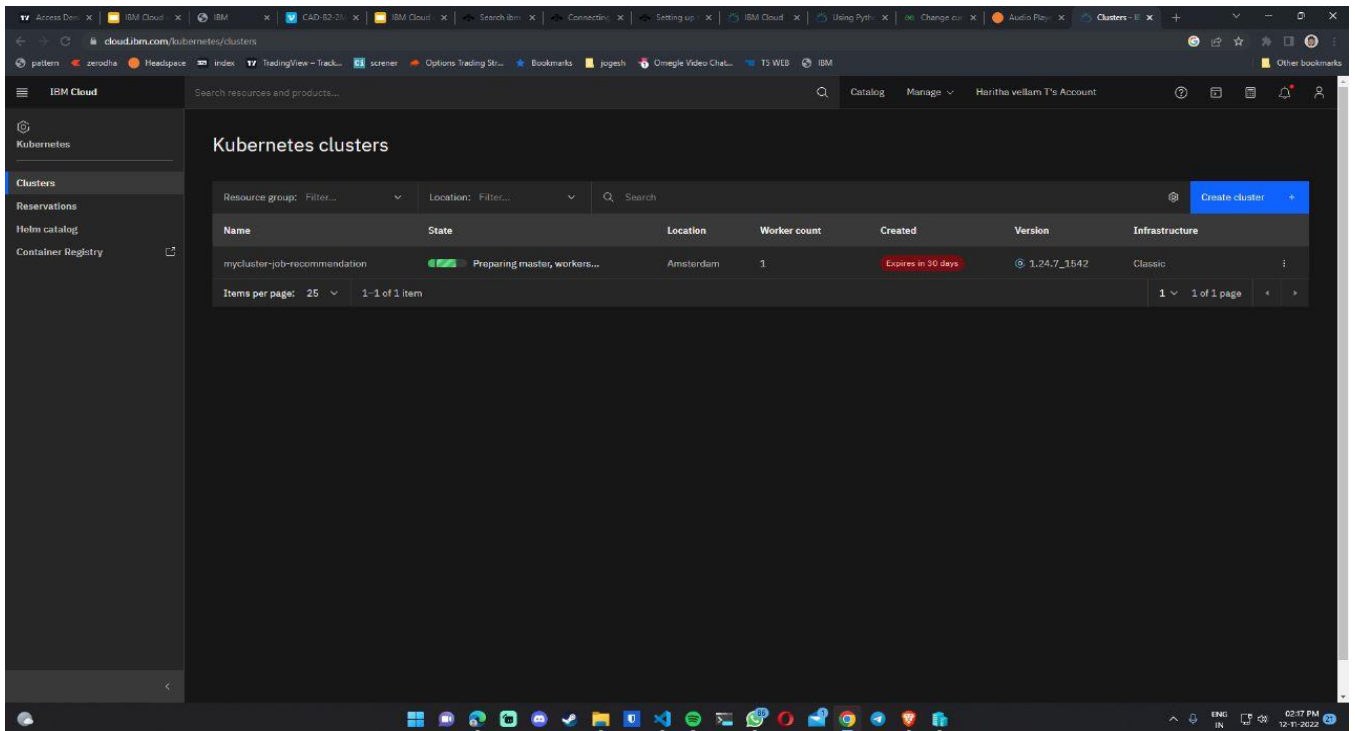 Access Den IBM Cloud IBM CAD-B2-2 IBM Cloud Search ibm Connecting Setting up IBM Cloud Using Pyth Change cur Audio Play Clusters - I
cloud.ibm.com/kubernetes/clusters
pattern zerodha Headspace index TradingView – Track... screner Options Trading Str... Bookmarks jogesh Omegle Video Chat... TS WEB IBM Other bookmarks
IBM Cloud Search resources and products... Catalog Manage Haritha vellam T's Account
Kubernetes
Kubernetes clusters
Clusters
Reservations
Helm catalog
Container Registry
Resource group: Filter... Location: Filter... Search Create cluster +
Name State Location Worker count Created Version Infrastructure
mycluster-job-recommendation Preparing master, workers... Amsterdam 1 Expires in 30 days 1.24.7_1542 Classic
Items per page: 25 1–1 of 1 item 1 1 of 1 page
86 1 ENG IN 02:17 PM 12-11-2022 21